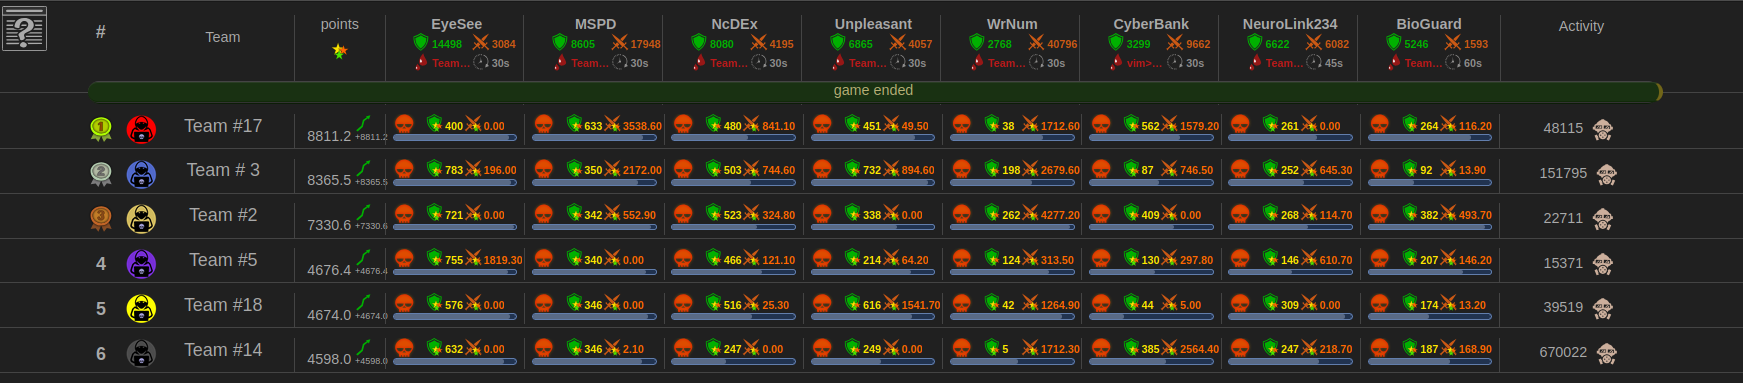 # Team points EyeSee MSPD NcDEx Unpleasant WrNum CyberBank NeuroLink234 BioGuard Activity
14498 3084 8605 17948 8080 4195 6865 4057 2768 40796 3299 9662 6622 6082 5246 1593
Team... 30s Team... 30s Team... 30s Team... 30s Team... 30s vim>... 30s Team... 45s Team... 60s
game ended
1 Team #17 8811.2 +8811.2 400 0.00 633 3538.60 480 841.10 451 49.50 38 1712.60 562 1579.20 261 0.00 264 116.20 48115
2 Team # 3 8365.5 +8365.5 783 196.00 350 2172.00 503 744.60 732 894.60 198 2679.60 87 746.50 252 645.30 92 13.90 151795
3 Team #2 7330.6 +7330.6 721 0.00 342 552.90 523 324.80 338 0.00 262 4277.20 409 0.00 268 114.70 382 493.70 22711
4 Team #5 4676.4 +4676.4 755 1819.30 340 0.00 466 121.10 214 64.20 124 313.50 130 297.80 146 610.70 207 146.20 15371
5 Team #18 4674.0 +4674.0 576 0.00 346 0.00 516 25.30 616 1541.70 42 1264.90 44 5.00 309 0.00 174 13.20 39519
6 Team #14 4598.0 +4598.0 632 0.00 346 2.10 247 0.00 249 0.00 5 1712.30 385 2564.40 247 218.70 187 168.90 670022